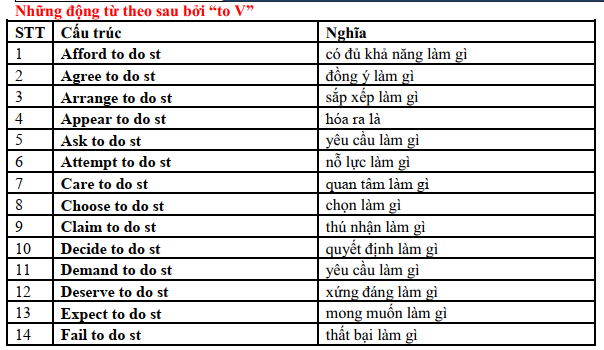 Những động từ theo sau bởi “to V”
STT Cấu trúc Nghĩa
1 Afford to do st có đủ khả năng làm gì
2 Agree to do st đồng ý làm gì
3 Arrange to do st sắp xếp làm gì
4 Appear to do st hóa ra là
5 Ask to do st yêu cầu làm gì
6 Attempt to do st nỗ lực làm gì
7 Care to do st quan tâm làm gì
8 Choose to do st chọn làm gì
9 Claim to do st thú nhận làm gì
10 Decide to do st quyết định làm gì
11 Demand to do st yêu cầu làm gì
12 Deserve to do st xứng đáng làm gì
13 Expect to do st mong muốn làm gì
14 Fail to do st thất bại làm gì